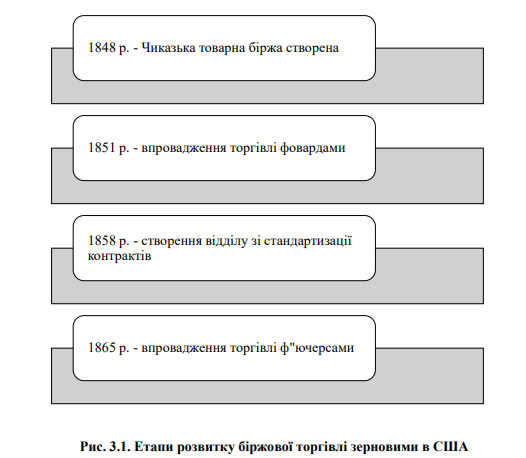 1848 р. - Чиказька товарна біржа створена
1851 р. - впровадження торгівлі фовардами
1858 р. - створення відділу зі стандартизації
контрактів
1865 р. - впровадження торгівлі ф"ючерсами
Рис. 3.1. Етапи розвитку біржової торгівлі зерновими в США